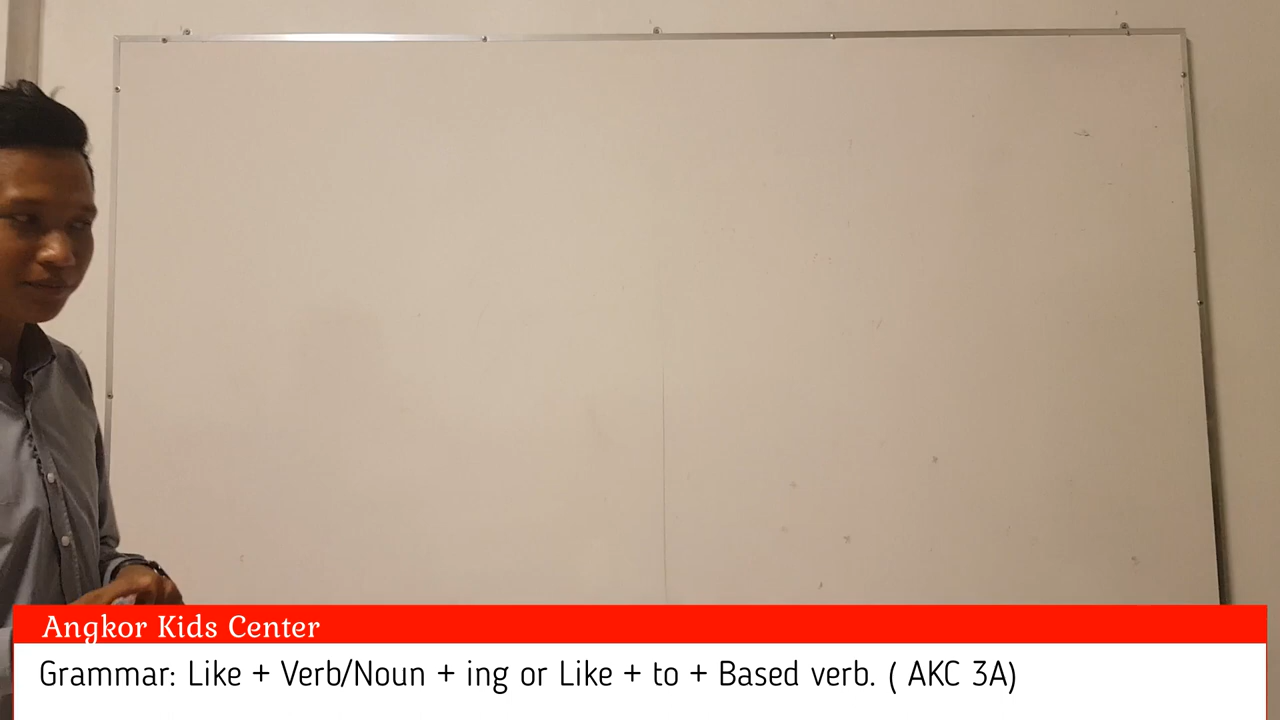 Angkor Kids Center
Grammar: Like + Verb/Noun + ing or Like + to + Based verb. ( AKC 3A)